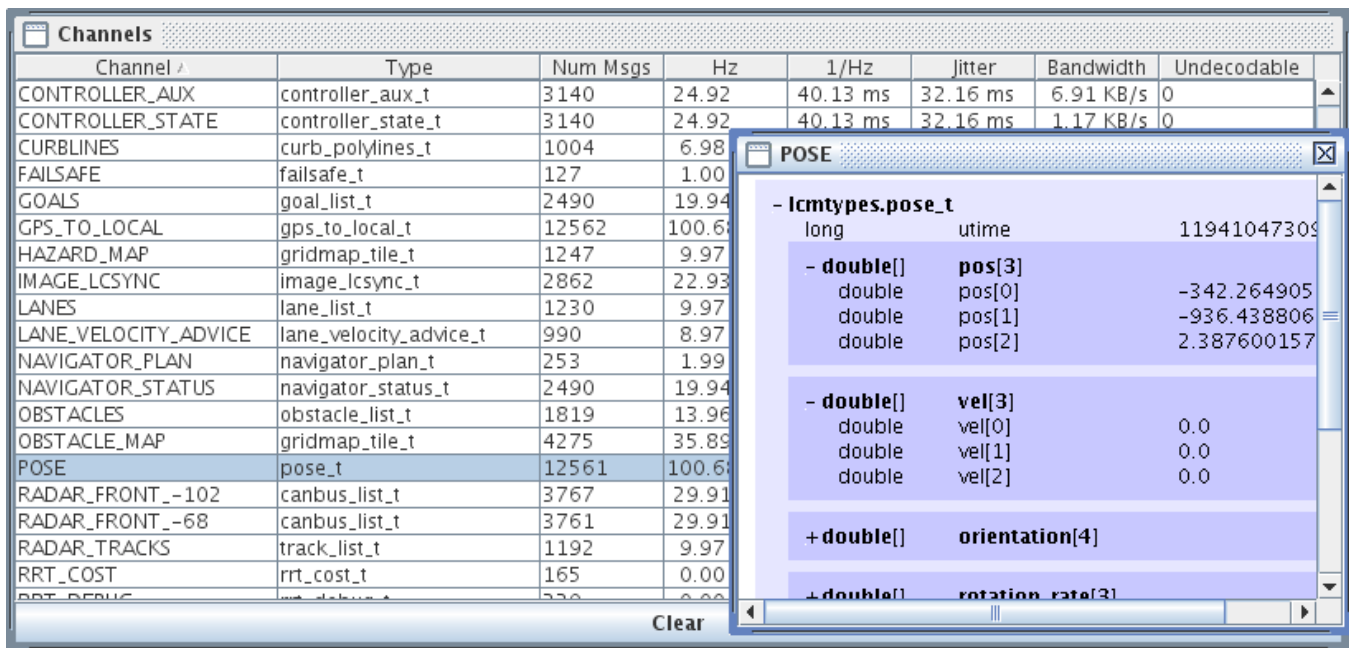 Channels
Channel Type Num Msgs Hz 1/Hz Jitter Bandwidth Undecodable
CONTROLLER_AUX controller_aux_t 3140 24.92 40.13 ms 32.16 ms 6.91 KB/s 0
CONTROLLER_STATE controller_state_t 3140 24.92 40.13 ms 32.16 ms 1.17 KB/s 0
CURBLINES curb_polylines_t 1004 6.98
FAILSAFE failsafe_t 127 1.00
GOALS goal_list_t 2490 19.94
GPS_TO_LOCAL gps_to_local_t 12562 100.68
HAZARD_MAP gridmap_tile_t 1247 9.97
IMAGE_LCSYNC image_lcsync_t 2862 22.93
LANES lane_list_t 1230 9.97
LANE_VELOCITY_ADVICE lane_velocity_advice_t 990 8.97
NAVIGATOR_PLAN navigator_plan_t 253 1.99
NAVIGATOR_STATUS navigator_status_t 2490 19.94
OBSTACLES obstacle_list_t 1819 13.96
OBSTACLE_MAP gridmap_tile_t 4275 35.89
POSE pose_t 12561 100.68
RADAR_FRONT_-102 canbus_list_t 3767 29.91
RADAR_FRONT_-68 canbus_list_t 3761 29.91
RADAR_TRACKS track_list_t 1192 9.97
RRT_COST rrt_cost_t 165 0.00
Clear
POSE
- lcmtypes.pose_t
long utime 11941047309
- double[] pos[3]
double pos[0] -342.264905
double pos[1] -936.438806
double pos[2] 2.387600157
- double[] vel[3]
double vel[0] 0.0
double vel[1] 0.0
double vel[2] 0.0
+ double[] orientation[4]
+ double[] rotation_rate[3]